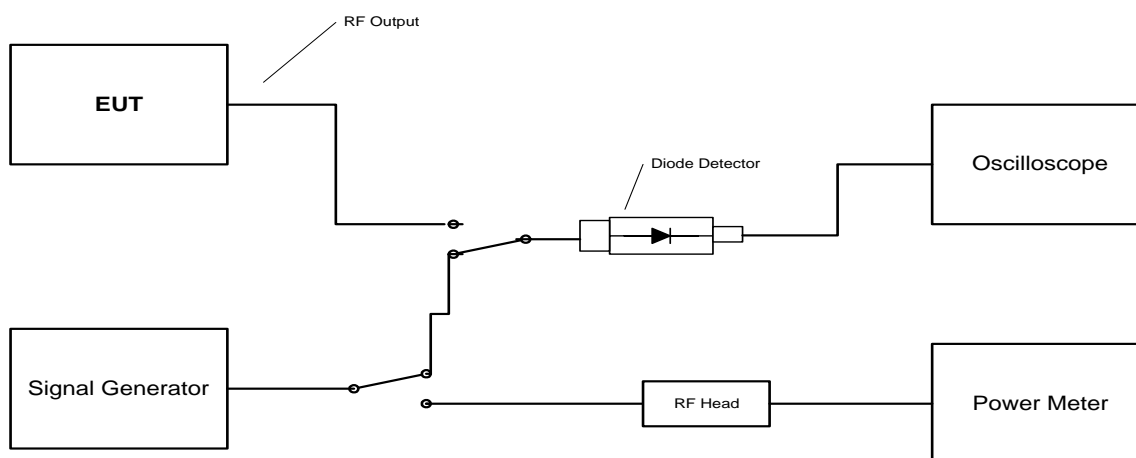 RF Output
EUT
Diode Detector
Oscilloscope
Signal Generator
RF Head
Power Meter